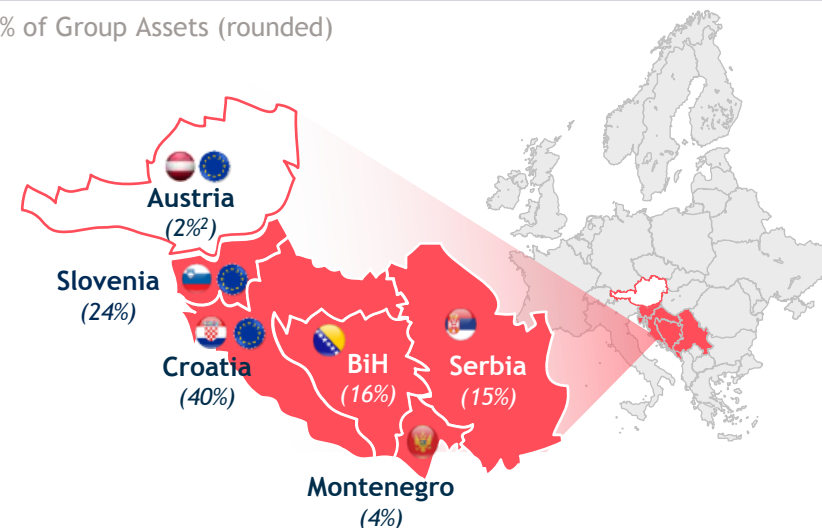 % of Group Assets (rounded)
Austria
(2%²)
Slovenia
(24%)
Croatia
(40%)
BiH
(16%)
Serbia
(15%)
Montenegro
(4%)